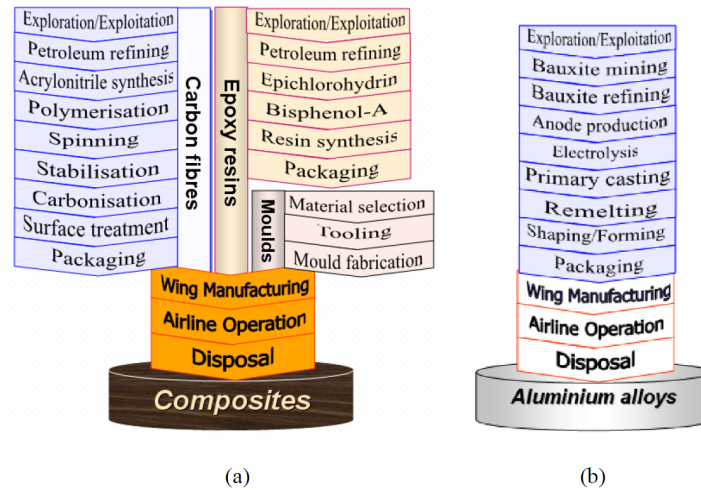 Exploration/Exploitation
Petroleum refining
Acrylonitrile synthesis
Polymerisation
Spinning
Stabilisation
Carbonisation
Surface treatment
Packaging
Carbon fibres
Epoxy resins
Exploration/Exploitation
Petroleum refining
Epichlorohydrin
Bisphenol-A
Resin synthesis
Packaging
Moulds
Material selection
Tooling
Mould fabrication
Wing Manufacturing
Airline Operation
Disposal
Composites
(a)
Exploration/Exploitation
Bauxite mining
Bauxite refining
Anode production
Electrolysis
Primary casting
Remelting
Shaping/Forming
Packaging
Wing Manufacturing
Airline Operation
Disposal
Aluminium alloys
(b)